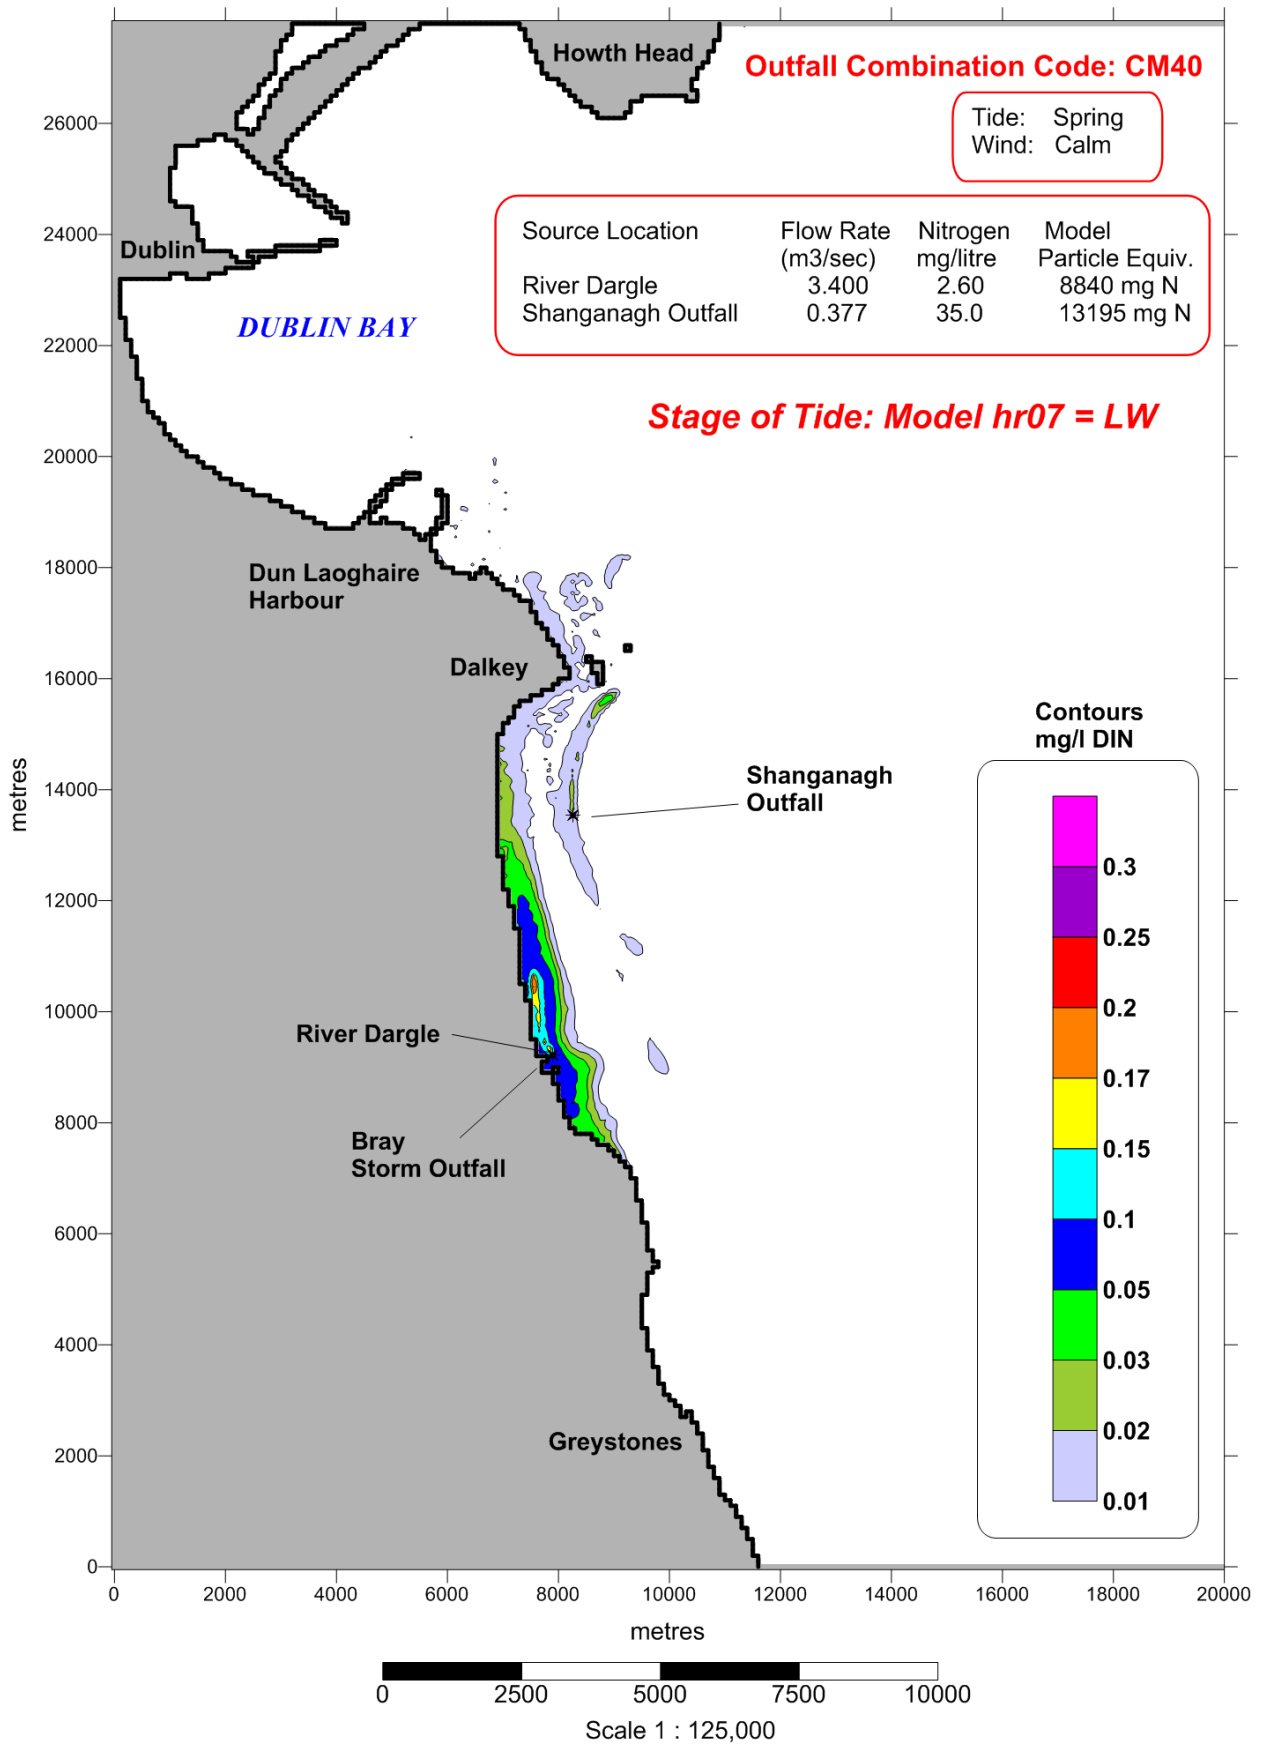 Howth Head
Outfall Combination Code: CM40
Tide: Spring
Wind: Calm
Source Location Flow Rate Nitrogen Model
(m3/sec) mg/litre Particle Equiv.
River Dargle 3.400 2.60 8840 mg N
Shanganagh Outfall 0.377 35.0 13195 mg N
Dublin
DUBLIN BAY
Stage of Tide: Model hr07 = LW
Dun Laoghaire
Harbour
Dalkey
Shanganagh
Outfall
River Dargle
Bray
Storm Outfall
Greystones
Contours
mg/l DIN
0.3
0.25
0.2
0.17
0.15
0.1
0.05
0.03
0.02
0.01
metres
26000
24000
22000
20000
18000
16000
14000
12000
10000
8000
6000
4000
2000
0
0 2000 4000 6000 8000 10000 12000 14000 16000 18000 20000
metres
0 2500 5000 7500 10000
Scale 1 : 125,000